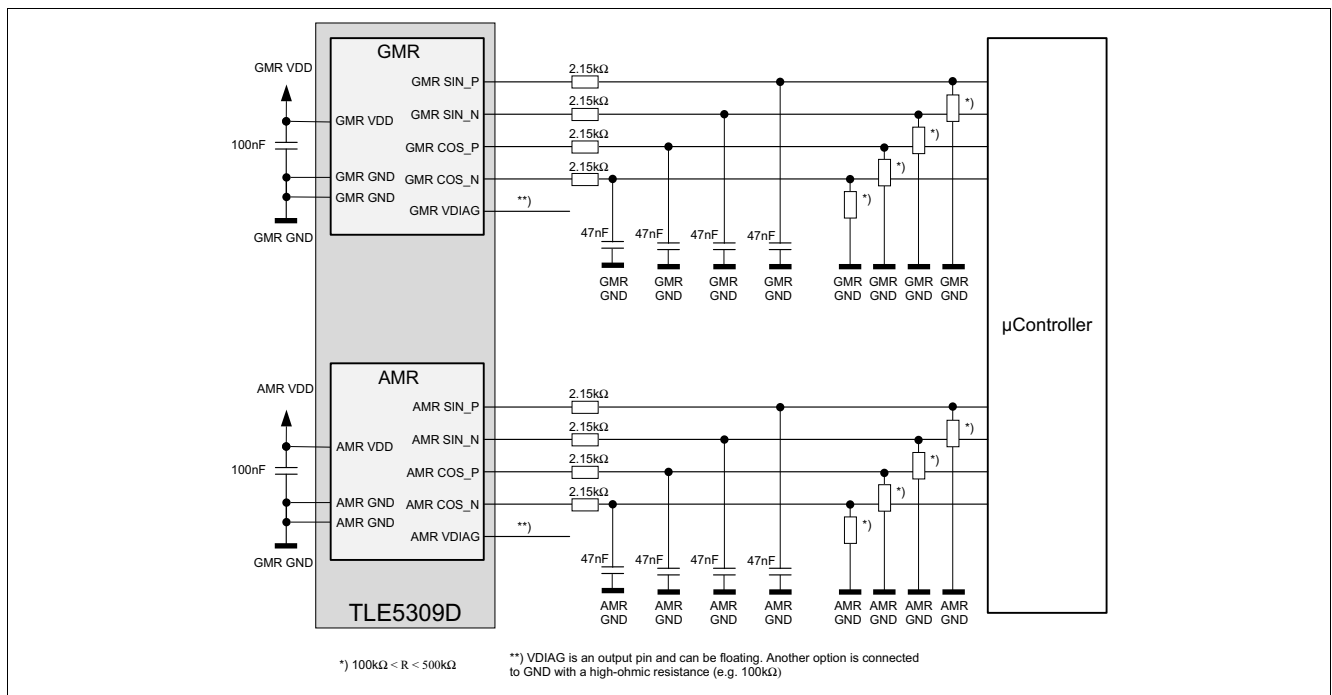 GMR
GMR VDD
2.15kΩ
GMR SIN_P
*)
2.15kΩ
GMR SIN_N
GMR VDD
*)
100nF
2.15kΩ
GMR COS_P
*)
2.15kΩ
GMR GND
GMR COS_N
GMR GND
*)
GMR VDIAG
**)
GMR GND
47nF 47nF 47nF 47nF
GMR GMR GMR GMR GMR GMR GMR GMR
GND GND GND GND GND GND GND GND
µController
AMR
AMR VDD
2.15kΩ
AMR SIN_P
*)
2.15kΩ
AMR SIN_N
AMR VDD
*)
100nF
2.15kΩ
AMR COS_P
*)
2.15kΩ
AMR GND
AMR COS_N
AMR GND
*)
AMR VDIAG
**)
GMR GND
47nF 47nF 47nF 47nF
AMR AMR AMR AMR AMR AMR AMR AMR
GND GND GND GND GND GND GND GND
TLE5309D
*) 100kΩ < R < 500kΩ
**) VDIAG is an output pin and can be floating. Another option is connected
to GND with a high-ohmic resistance (e.g. 100kΩ)